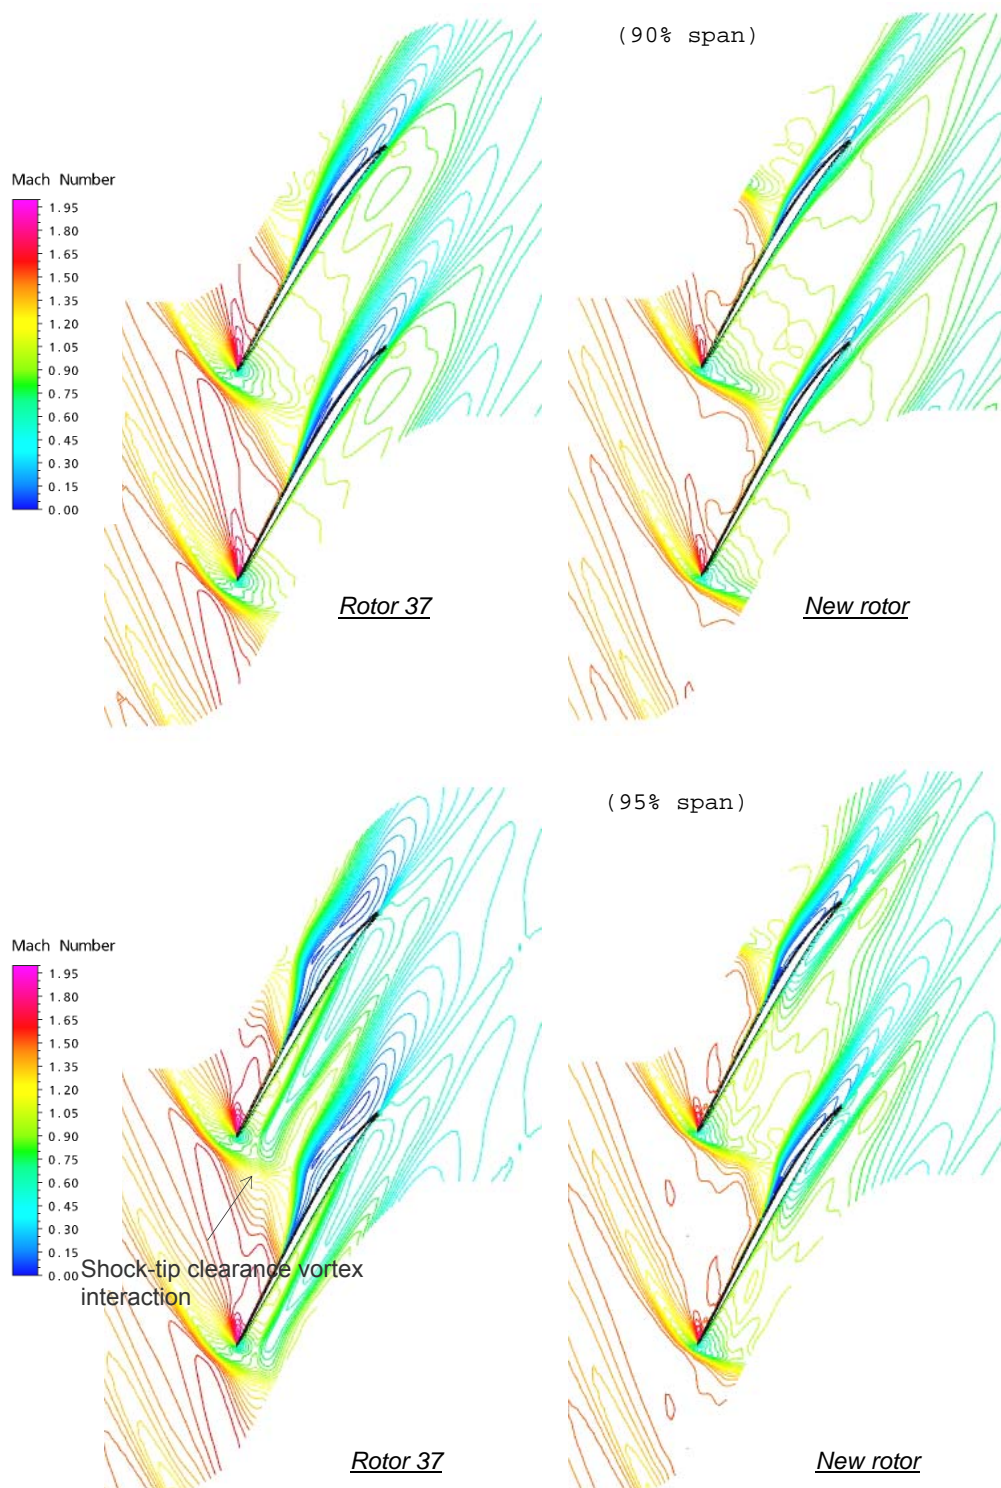 (90% span)
Mach Number
1.95
1.80
1.65
1.50
1.35
1.20
1.05
0.90
0.75
0.60
0.45
0.30
0.15
0.00
Rotor 37
New rotor
(95% span)
Mach Number
1.95
1.80
1.65
1.50
1.35
1.20
1.05
0.90
0.75
0.60
0.45
0.30
0.15
0.00
Shock-tip clearance vortex
interaction
Rotor 37
New rotor